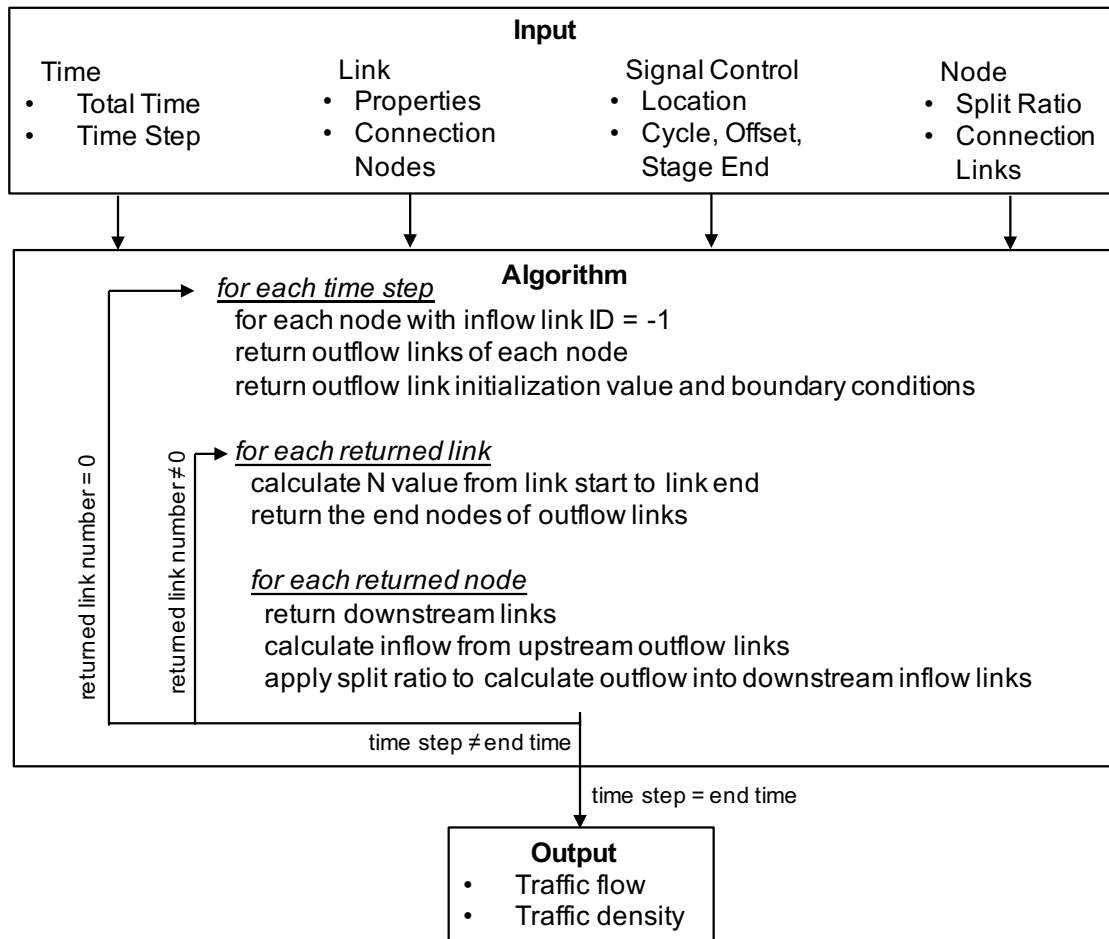 Input
Time
• Total Time
• Time Step
Link
• Properties
• Connection
Nodes
Signal Control
• Location
• Cycle, Offset,
Stage End
Node
• Split Ratio
• Connection
Links
Algorithm
for each time step
for each node with inflow link ID = -1
return outflow links of each node
return outflow link initialization value and boundary conditions
for each returned link
calculate N value from link start to link end
return the end nodes of outflow links
for each returned node
return downstream links
calculate inflow from upstream outflow links
apply split ratio to calculate outflow into downstream inflow links
returned link number = 0
returned link number ≠ 0
time step ≠ end time
time step = end time
Output
• Traffic flow
• Traffic density